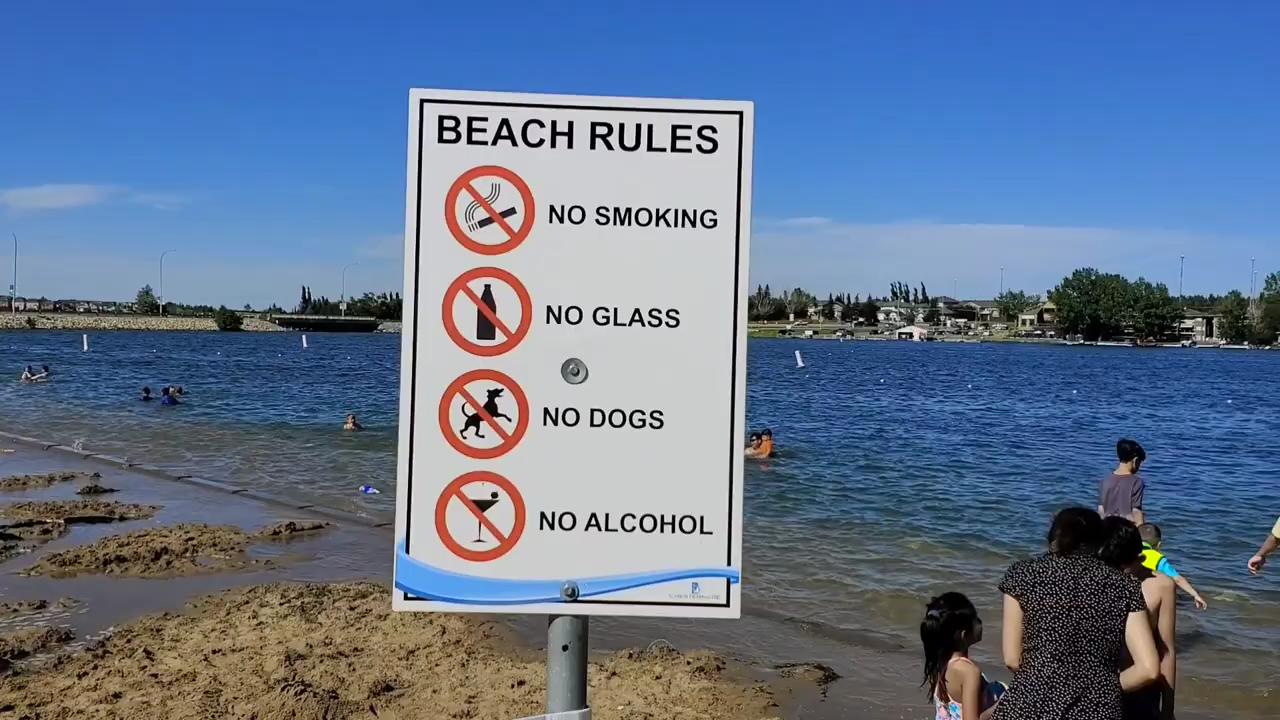 BEACH RULES
NO SMOKING
NO GLASS
NO DOGS
NO ALCOHOL